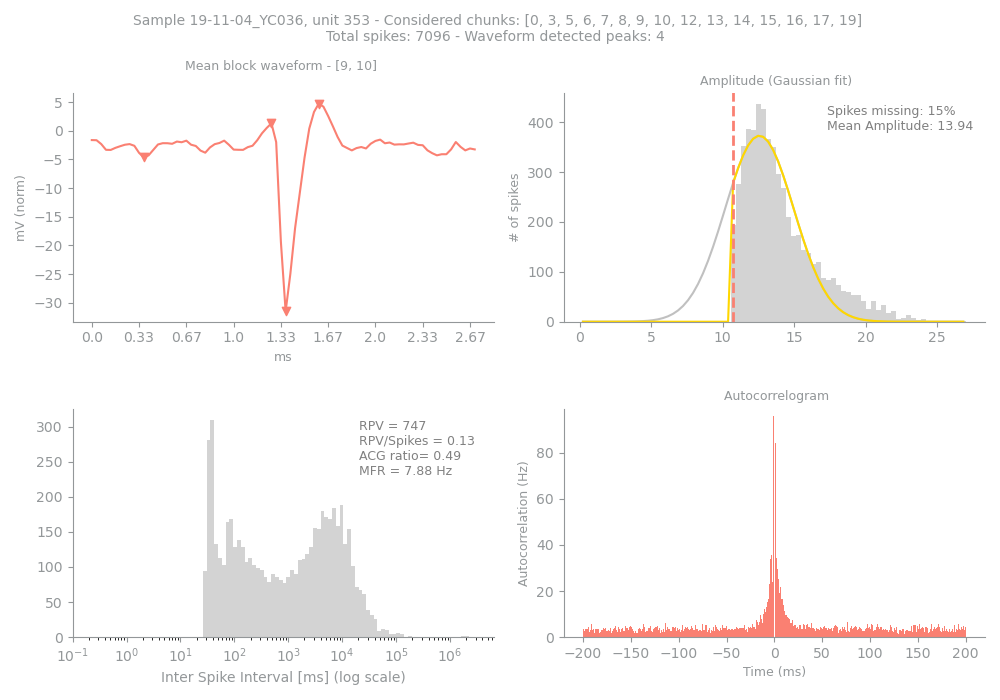 Sample 19-11-04_YC036, unit 353 - Considered chunks: [0, 3, 5, 6, 7, 8, 9, 10, 12, 13, 14, 15, 16, 17, 19]
Total spikes: 7096 - Waveform detected peaks: 4
Mean block waveform - [9, 10]
5
0
−5
−10
−15
−20
−25
−30
mV (norm)
0.0 0.33 0.67 1.0 1.33 1.67 2.0 2.33 2.67
ms
Amplitude (Gaussian fit)
Spikes missing: 15%
Mean Amplitude: 13.94
400
300
200
100
0
# of spikes
0 5 10 15 20 25
RPV = 747
RPV/Spikes = 0.13
ACG ratio= 0.49
MFR = 7.88 Hz
300
250
200
150
100
50
0
10⁻¹ 10⁰ 10¹ 10² 10³ 10⁴ 10⁵ 10⁶
Inter Spike Interval [ms] (log scale)
Autocorrelogram
80
60
40
20
0
Autocorrelation (Hz)
−200 −150 −100 −50 0 50 100 150 200
Time (ms)